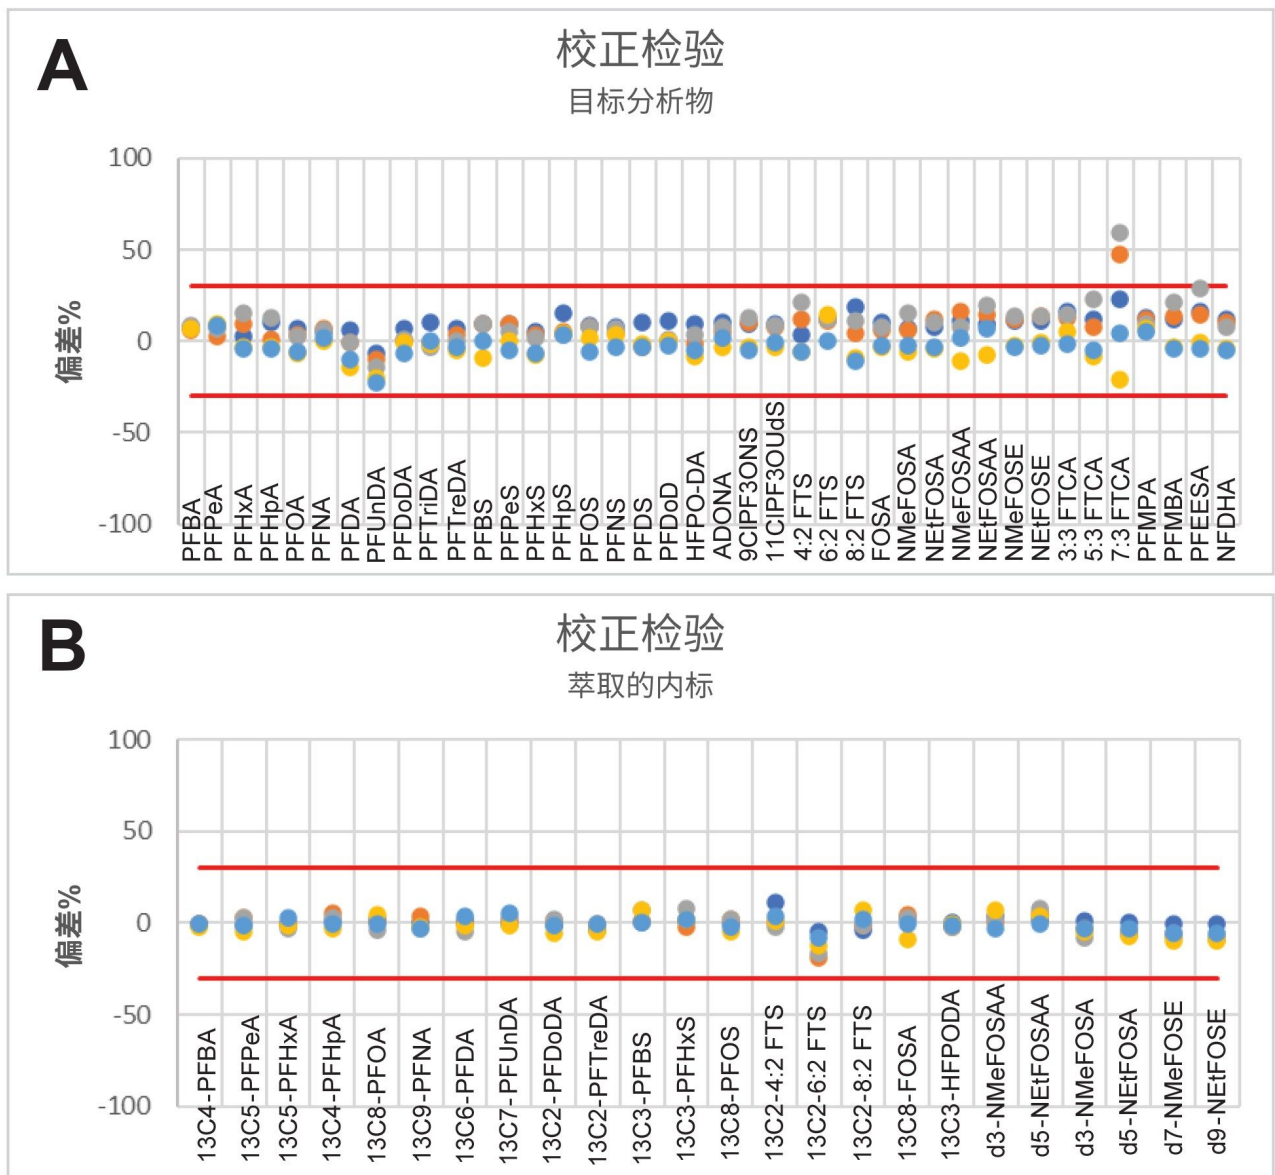 A
校正检验
目标分析物
100
50
0
-50
-100
偏差%
PFBA
PFPeA
PFHxA
PFHpA
PFOA
PFNA
PFDA
PFUnDA
PFDoDA
PFTriDA
PFTreDA
PFBS
PFPeS
PFHxS
PFHpS
PFOS
PFNS
PFDS
PFDoD
HFPO-DA
ADONA
9ClPF3ONS
11ClPF3OUdS
4:2 FTS
6:2 FTS
8:2 FTS
FOSA
NMeFOSA
NEtFOSA
NMeFOSAA
NEtFOSAA
NMeFOSE
NEtFOSE
3:3 FTCA
5:3 FTCA
7:3 FTCA
PFMPA
PFMBA
PFEESA
NFDHA
B
校正检验
萃取的内标
100
50
0
-50
-100
偏差%
13C4-PFBA
13C5-PFPeA
13C5-PFHxA
13C4-PFHpA
13C8-PFOA
13C9-PFNA
13C6-PFDA
13C7- PFUnDA
13C2-PFDoDA
13C2-PFTreDA
13C3-PFBS
13C3-PFHxS
13C8-PFOS
13C2-4:2 FTS
13C2-6:2 FTS
13C2-8:2 FTS
13C8-FOSA
13C3-HFPODA
d3-NMeFOSAA
d5-NEtFOSAA
d3-NMeFOSA
d5-NEtFOSA
d7-NMeFOSE
d9-NEtFOSE